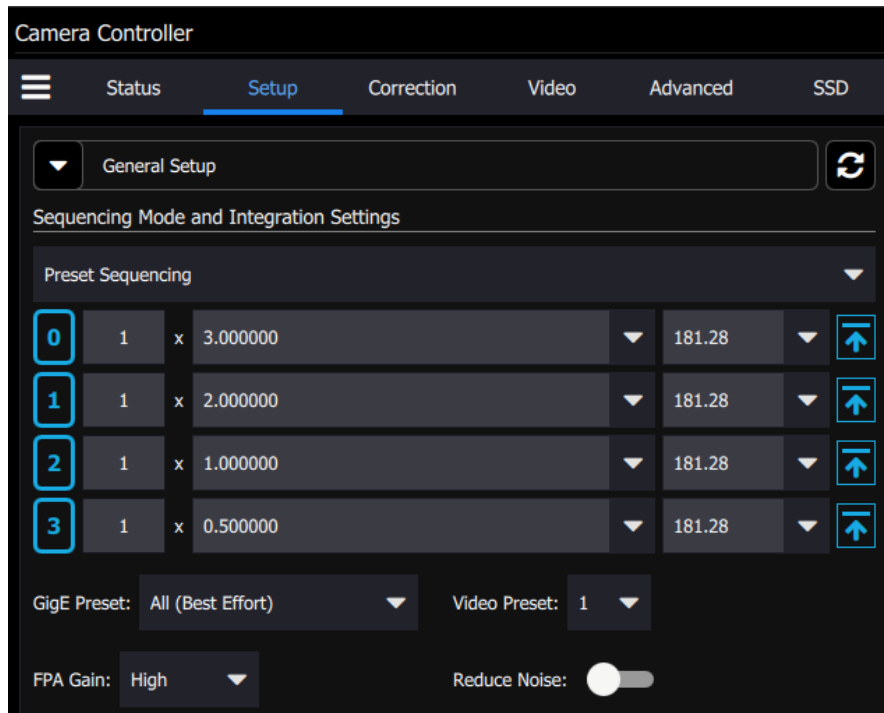 Camera Controller
Status Setup Correction Video Advanced SSD
General Setup
Sequencing Mode and Integration Settings
Preset Sequencing
0 1 x 3.000000 181.28
1 1 x 2.000000 181.28
2 1 x 1.000000 181.28
3 1 x 0.500000 181.28
GigE Preset: All (Best Effort) Video Preset: 1
FPA Gain: High Reduce Noise: